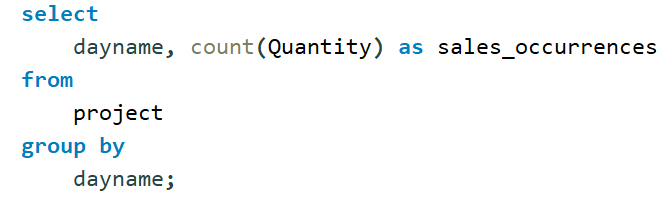 select
dayname, count(Quantity) as sales_occurrences
from
project
group by
dayname;